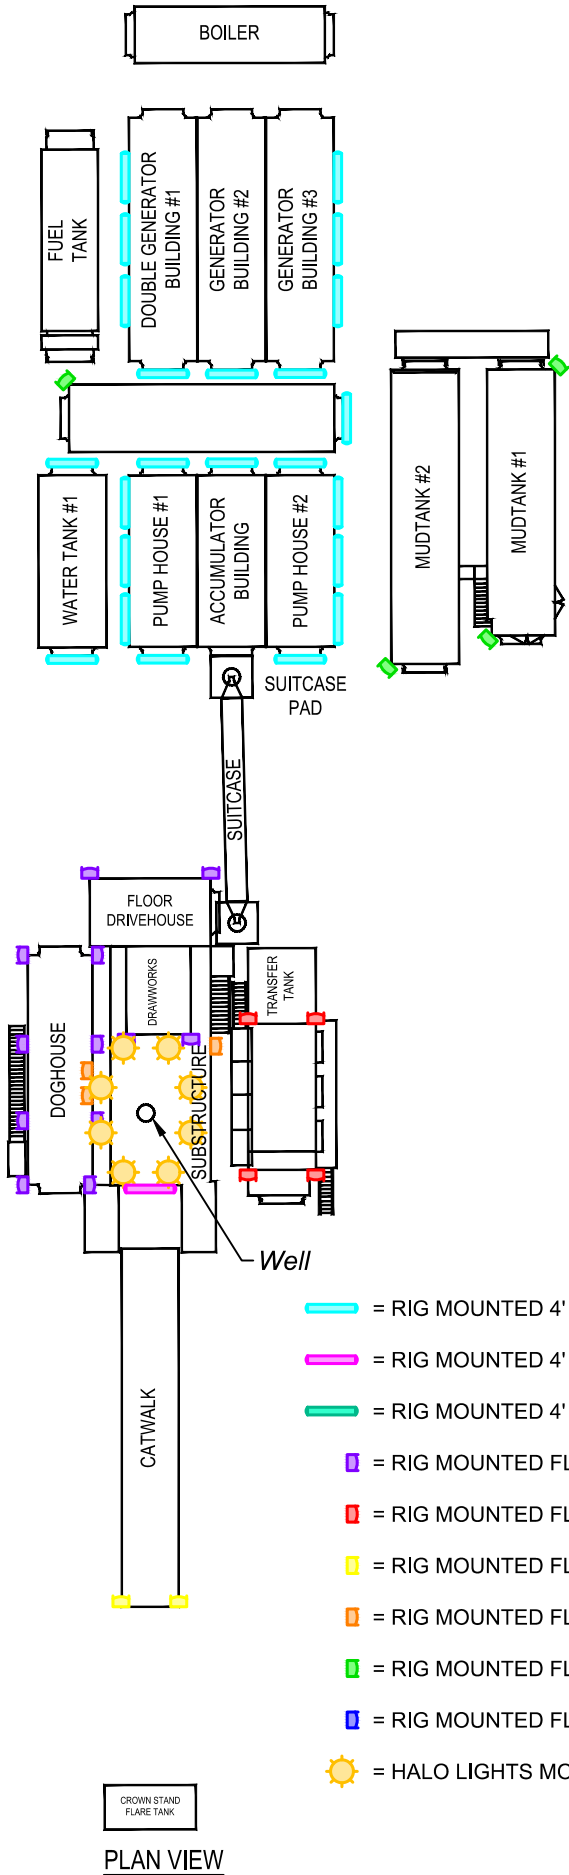 BOILER
FUEL
TANK
DOUBLE GENERATOR
BUILDING #1
GENERATOR
BUILDING #2
GENERATOR
BUILDING #3
WATER TANK #1
PUMP HOUSE #1
ACCUMULATOR
BUILDING
PUMP HOUSE #2
MUDTANK #2
MUDTANK #1
SUITCASE
PAD
SUITCASE
FLOOR
DRIVEHOUSE
DRAWWORKS
TRANSFER
TANK
DOGHOUSE
SUBSTRUCTURE
Well
CATWALK
= RIG MOUNTED 4'
= RIG MOUNTED 4'
= RIG MOUNTED 4'
= RIG MOUNTED FL
= RIG MOUNTED FL
= RIG MOUNTED FL
= RIG MOUNTED FL
= RIG MOUNTED FL
= RIG MOUNTED FL
= HALO LIGHTS MO
CROWN STAND
FLARE TANK
PLAN VIEW